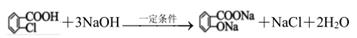 COOH
Cl
+3NaOH
一定条件
COONa
ONa
+NaCl+2H₂O